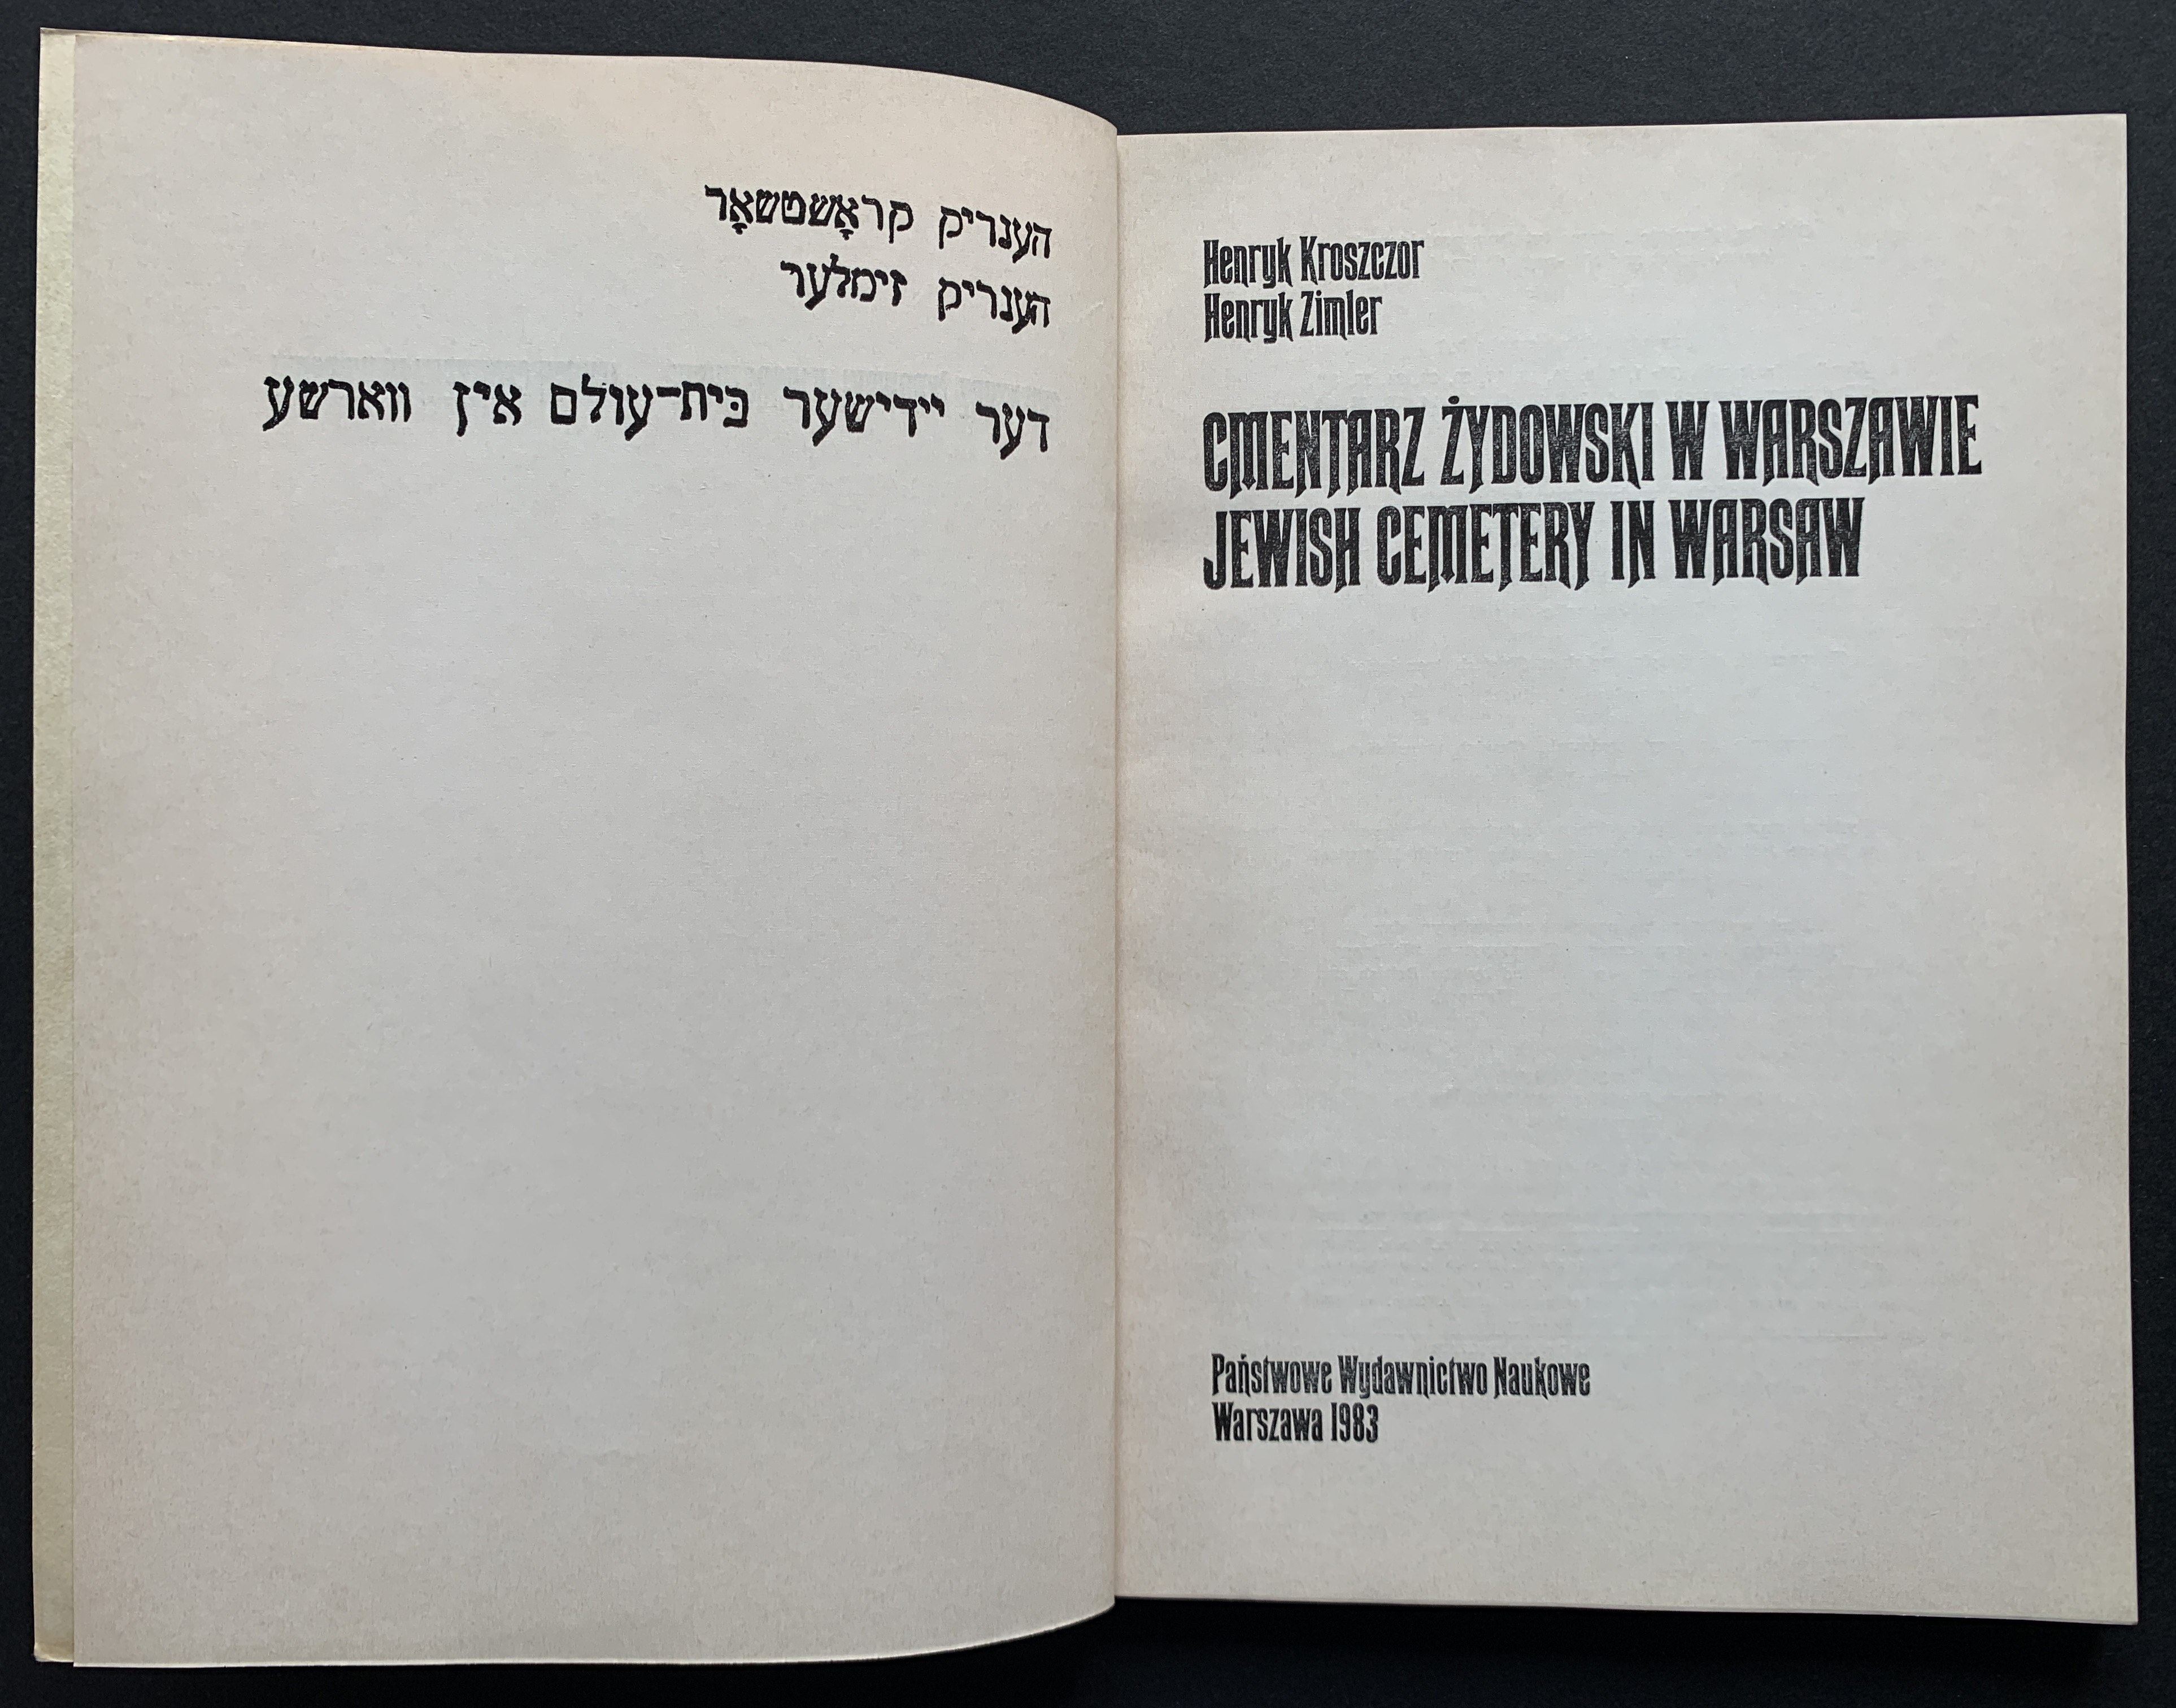 הענריק קראָשטשאָר
הענריק זימלער
דער ייִדישער בית־עולם אין ווארשע
Henryk Kroszczor
Henryk Zimler
CMENTARZ ŻYDOWSKI W WARSZAWIE
JEWISH CEMETERY IN WARSAW
Państwowe Wydawnictwo Naukowe
Warszawa 1983